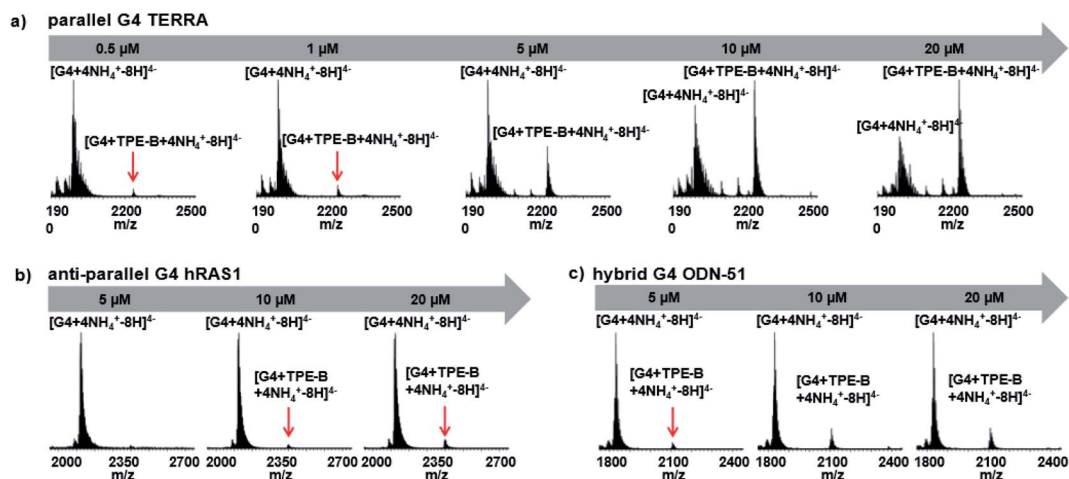 a) parallel G4 TERRA
0.5 µM 1 µM 5 µM 10 µM 20 µM
[G4+4NH₄⁺-8H]⁴⁻ [G4+4NH₄⁺-8H]⁴⁻ [G4+4NH₄⁺-8H]⁴⁻ [G4+TPE-B+4NH₄⁺-8H]⁴⁻ [G4+TPE-B+4NH₄⁺-8H]⁴⁻
[G4+4NH₄⁺-8H]⁴⁻
[G4+4NH₄⁺-8H]⁴⁻
[G4+TPE-B+4NH₄⁺-8H]⁴⁻ [G4+TPE-B+4NH₄⁺-8H]⁴⁻ [G4+TPE-B+4NH₄⁺-8H]⁴⁻
190 2200 2500 190 2200 2500 190 2200 2500 190 2200 2500 190 2200 2500
0 m/z 0 m/z 0 m/z 0 m/z 0 m/z
b) anti-parallel G4 hRAS1
5 µM 10 µM 20 µM
[G4+4NH₄⁺-8H]⁴⁻ [G4+4NH₄⁺-8H]⁴⁻ [G4+4NH₄⁺-8H]⁴⁻
[G4+TPE-B [G4+TPE-B
+4NH₄⁺-8H]⁴⁻ +4NH₄⁺-8H]⁴⁻
2000 2350 2700 2000 2350 2700 2000 2350 2700
m/z m/z m/z
c) hybrid G4 ODN-51
5 µM 10 µM 20 µM
[G4+4NH₄⁺-8H]⁴⁻ [G4+4NH₄⁺-8H]⁴⁻ [G4+4NH₄⁺-8H]⁴⁻
[G4+TPE-B [G4+TPE-B [G4+TPE-B
+4NH₄⁺-8H]⁴⁻ +4NH₄⁺-8H]⁴⁻ +4NH₄⁺-8H]⁴⁻
1800 2100 2400 1800 2100 2400 1800 2100 2400
m/z m/z m/z